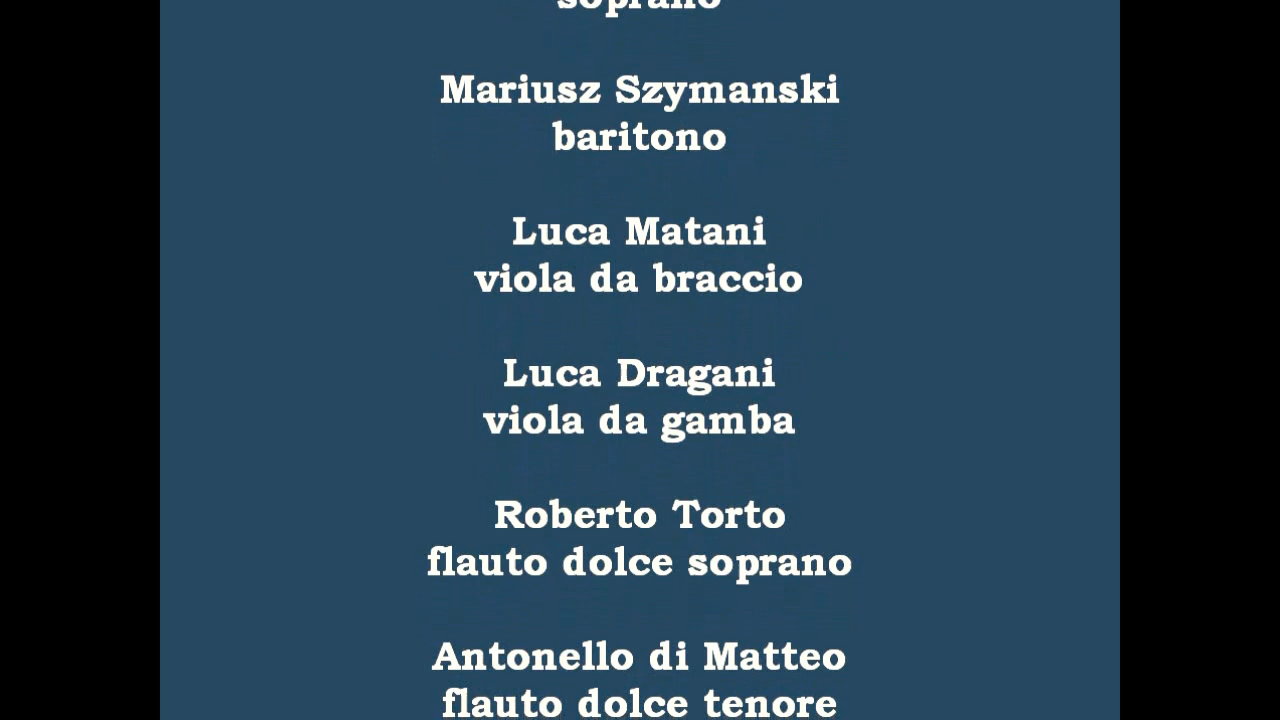 soprano
Mariusz Szymanski
baritono
Luca Matani
viola da braccio
Luca Dragani
viola da gamba
Roberto Torto
flauto dolce soprano
Antonello di Matteo
flauto dolce tenore